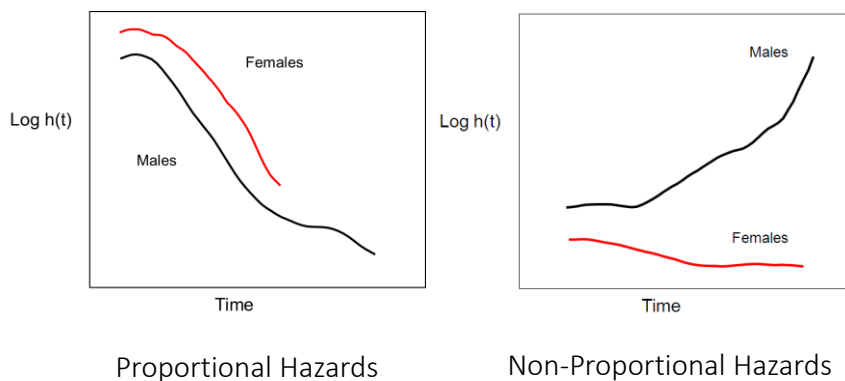 Females
Log h(t)
Males
Time
Proportional Hazards
Males
Log h(t)
Females
Time
Non-Proportional Hazards